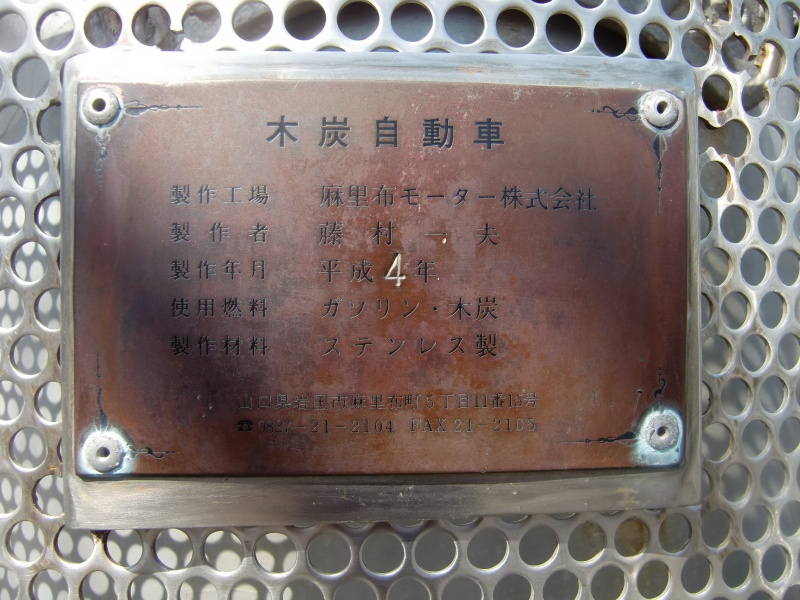 木炭自動車
製作工場 麻里布モーター株式会社
製作者 藤村一夫
製作年月 平成4年
使用燃料 ガソリン・木炭
製作材料 ステンレス製
山口県岩国市麻里布町5丁目11番15号
☎0827-21-2104 FAX21-2105